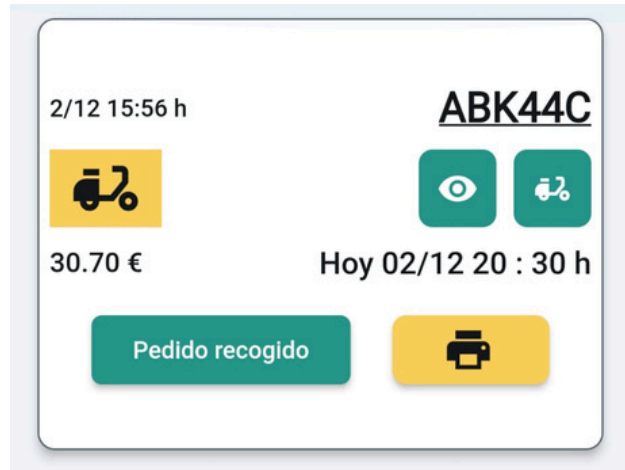 2/12 15:56 h
ABK44C
30.70 €
Hoy 02/12 20 : 30 h
Pedido recogido